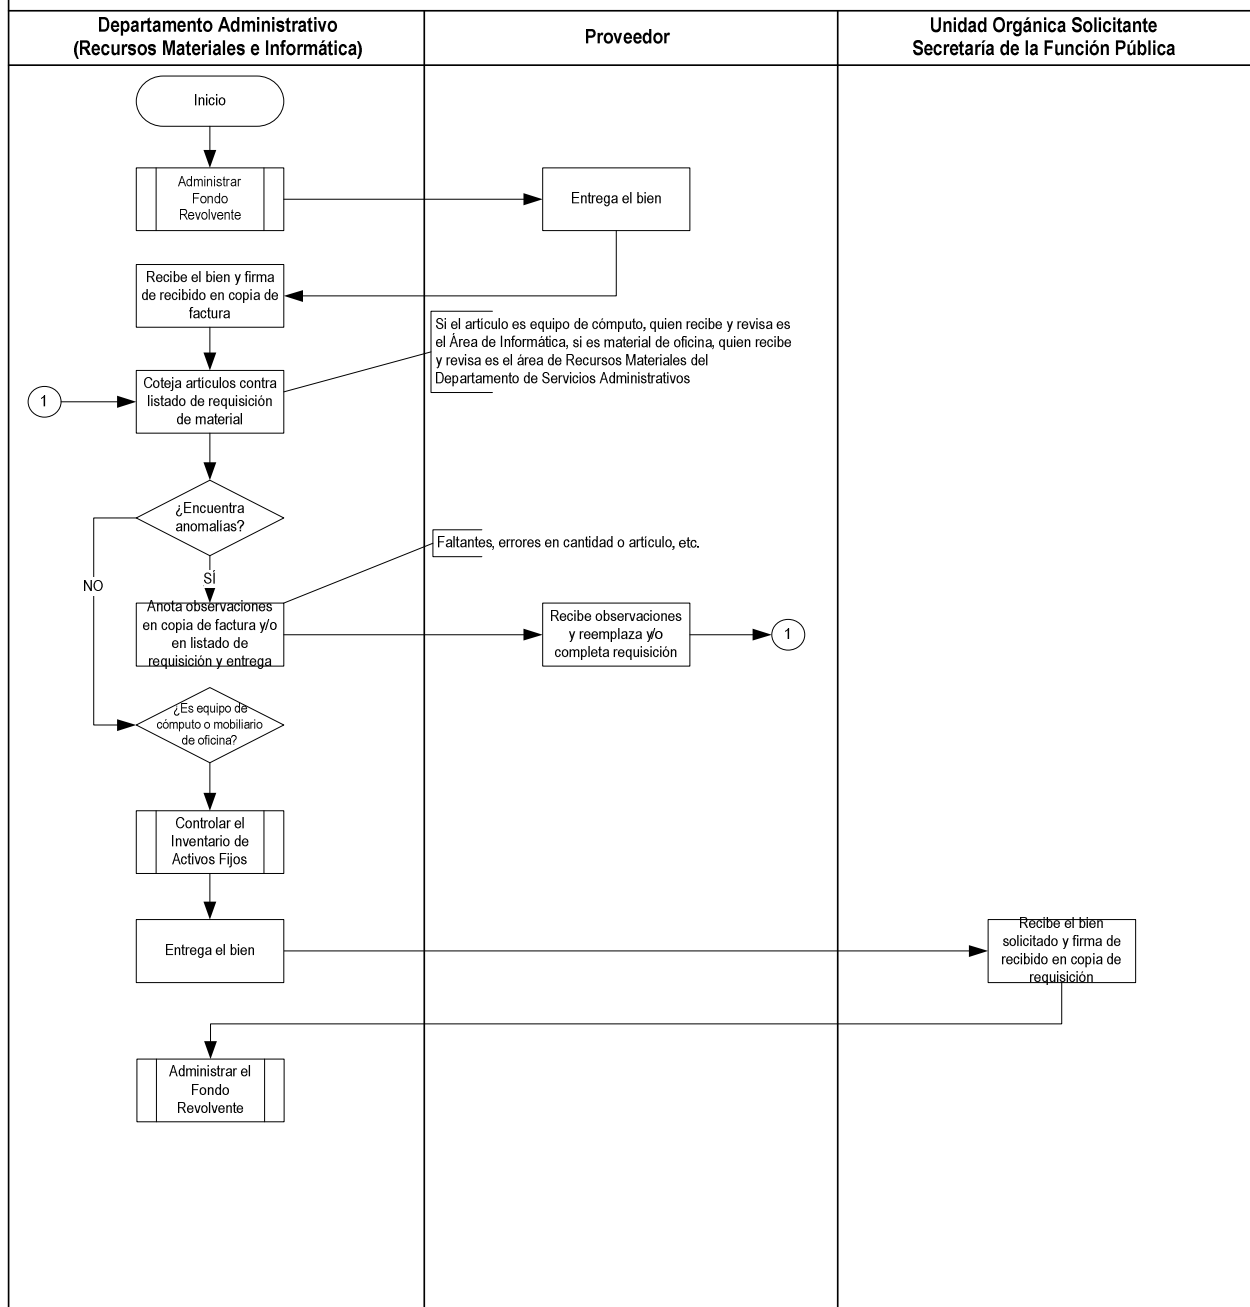 Departamento Administrativo
(Recursos Materiales e Informática)
Proveedor
Unidad Orgánica Solicitante
Secretaría de la Función Pública
Inicio
Administrar
Fondo
Revolvente
Entrega el bien
Recibe el bien y firma
de recibido en copia de
factura
Si el artículo es equipo de cómputo, quien recibe y revisa es
el Área de Informática, si es material de oficina, quien recibe
y revisa es el área de Recursos Materiales del
Departamento de Servicios Administrativos
1
Coteja artículos contra
listado de requisición
de material
¿Encuentra
anomalías?
Faltantes, errores en cantidad o artículo, etc.
NO
SÍ
Anota observaciones
en copia de factura y/o
en listado de
requisición y entrega
Recibe observaciones
y reemplaza y/o
completa requisición
1
¿Es equipo de
cómputo o mobiliario
de oficina?
Controlar el
Inventario de
Activos Fijos
Entrega el bien
Recibe el bien
solicitado y firma de
recibido en copia de
requisición
Administrar el
Fondo
Revolvente